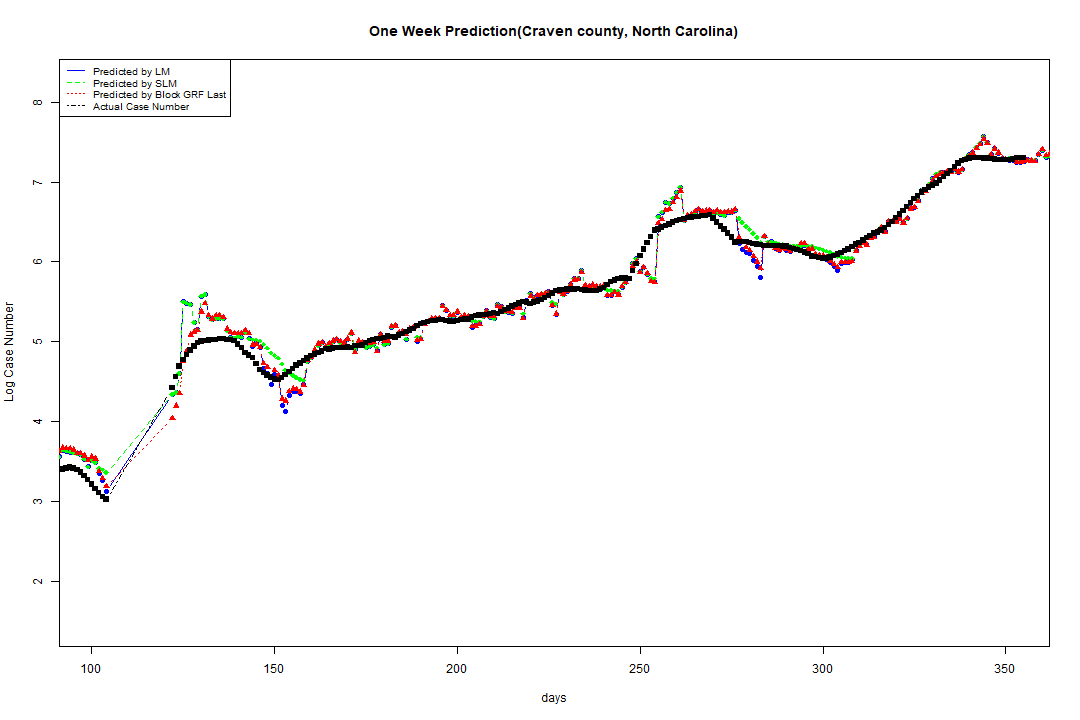 One Week Prediction(Craven county, North Carolina)
Predicted by LM
Predicted by SLM
Predicted by Block GRF Last
Actual Case Number
Log Case Number
8
7
6
5
4
3
2
100 150 200 250 300 350
days